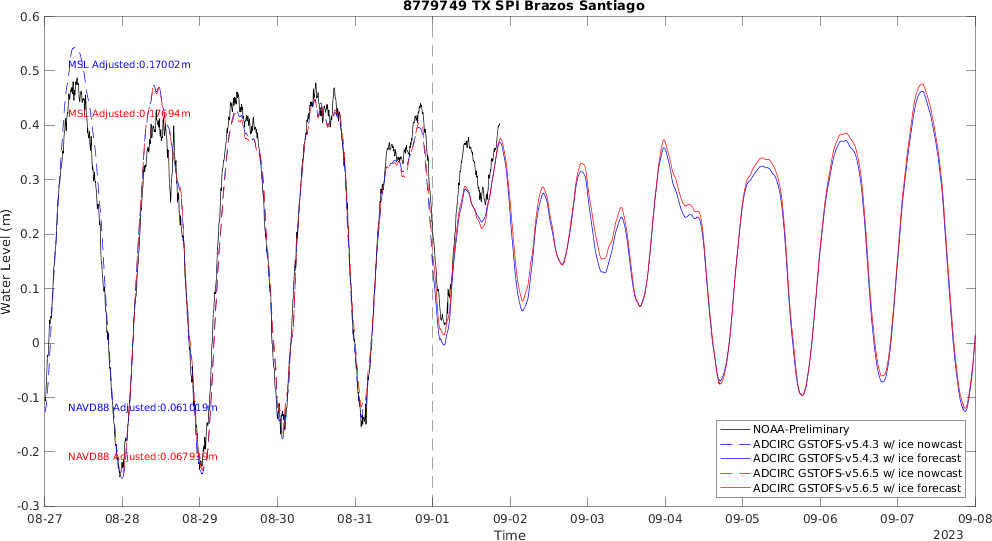 8779749 TX SPI Brazos Santiago
Water Level (m)
0.6
0.5
0.4
0.3
0.2
0.1
0
-0.1
-0.2
-0.3
MSL Adjusted:0.17002m
MSL Adjusted:0.17694m
NAVD88 Adjusted:0.061019m
NAVD88 Adjusted:0.067939m
NOAA-Preliminary
ADCIRC GSTOFS-v5.4.3 w/ ice nowcast
ADCIRC GSTOFS-v5.4.3 w/ ice forecast
ADCIRC GSTOFS-v5.6.5 w/ ice nowcast
ADCIRC GSTOFS-v5.6.5 w/ ice forecast
08-27 08-28 08-29 08-30 08-31 09-01 09-02 09-03 09-04 09-05 09-06 09-07 09-08
Time
2023